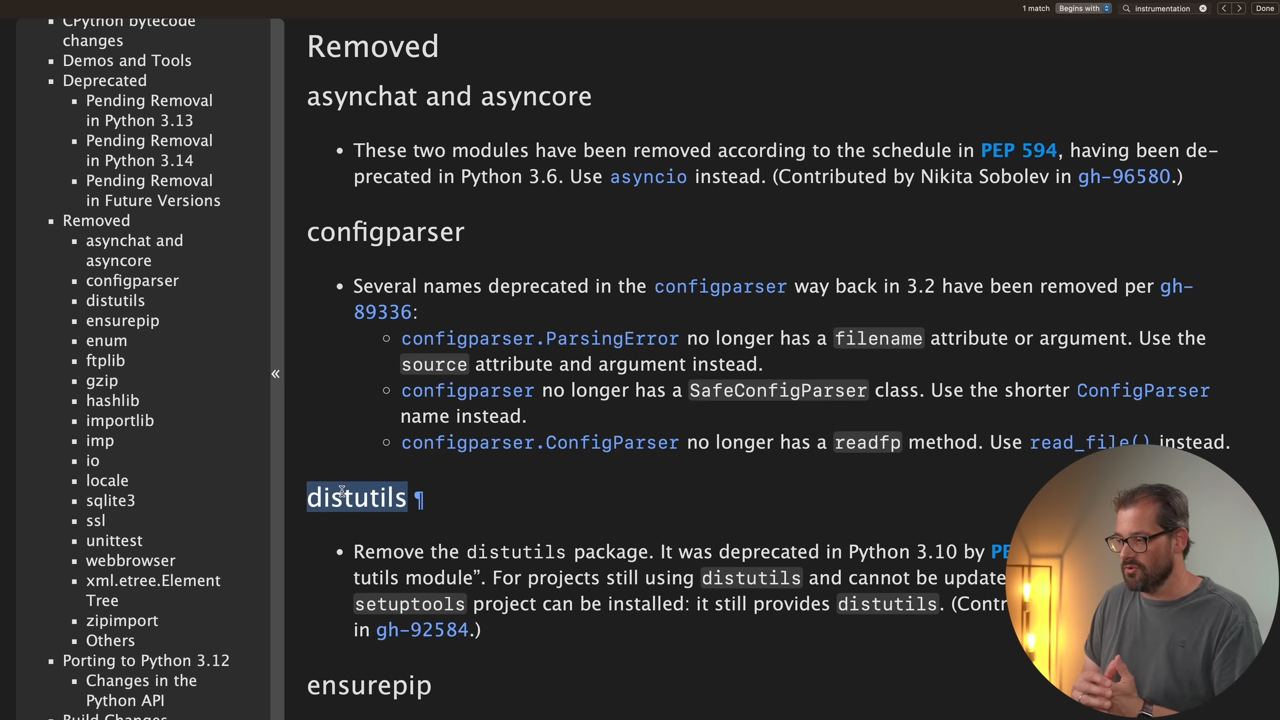 1 match Begins with instrumentation Done
CPython bytecode
changes
Demos and Tools
Deprecated
Pending Removal
in Python 3.13
Pending Removal
in Python 3.14
Pending Removal
in Future Versions
Removed
asynchat and
asyncore
configparser
distutils
ensurepip
enum
ftplib
gzip
hashlib
importlib
imp
io
locale
sqlite3
ssl
unittest
webbrowser
xml.etree.Element
Tree
zipimport
Others
Porting to Python 3.12
Changes in the
Python API
Build Changes
«
Removed
asynchat and asyncore
• These two modules have been removed according to the schedule in PEP 594, having been de-
precated in Python 3.6. Use asyncio instead. (Contributed by Nikita Sobolev in gh-96580.)
configparser
• Several names deprecated in the configparser way back in 3.2 have been removed per gh-
89336:
configparser.ParsingError no longer has a filename attribute or argument. Use the
source attribute and argument instead.
configparser no longer has a SafeConfigParser class. Use the shorter ConfigParser
name instead.
configparser.ConfigParser no longer has a readfp method. Use read_file() instead.
distutils ¶
• Remove the distutils package. It was deprecated in Python 3.10 by
tutils module”. For projects still using distutils and cannot be
setuptools project can be installed: it still provides distutils.
in gh-92584.)
ensurepip